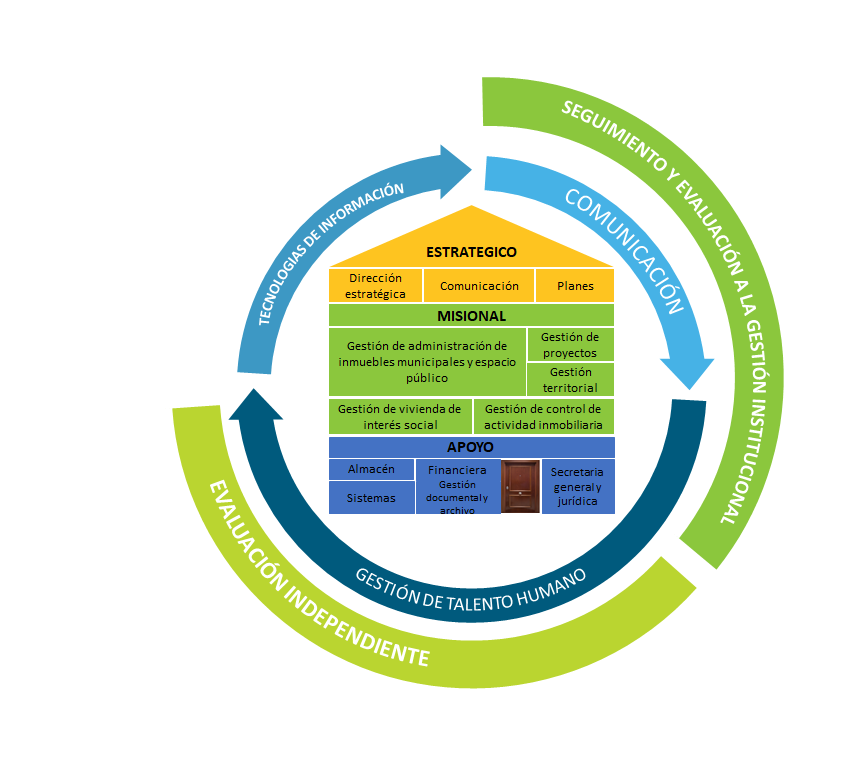 SEGUIMIENTO Y EVALUACIÓN A LA GESTIÓN INSTITUCIONAL
COMUNICACIÓN
TECNOLOGIAS DE INFORMACIÓN
ESTRATEGICO
Dirección
estratégica
Comunicación
Planes
MISIONAL
Gestión de administración de
inmuebles municipales y espacio
público
Gestión de
proyectos
Gestión
territorial
Gestión de vivienda de
interés social
Gestión de control de
actividad inmobiliaria
APOYO
Almacén
Sistemas
Financiera
Gestión
documental y
archivo
Secretaria
general y
jurídica
GESTIÓN DE TALENTO HUMANO
EVALUACIÓN INDEPENDIENTE